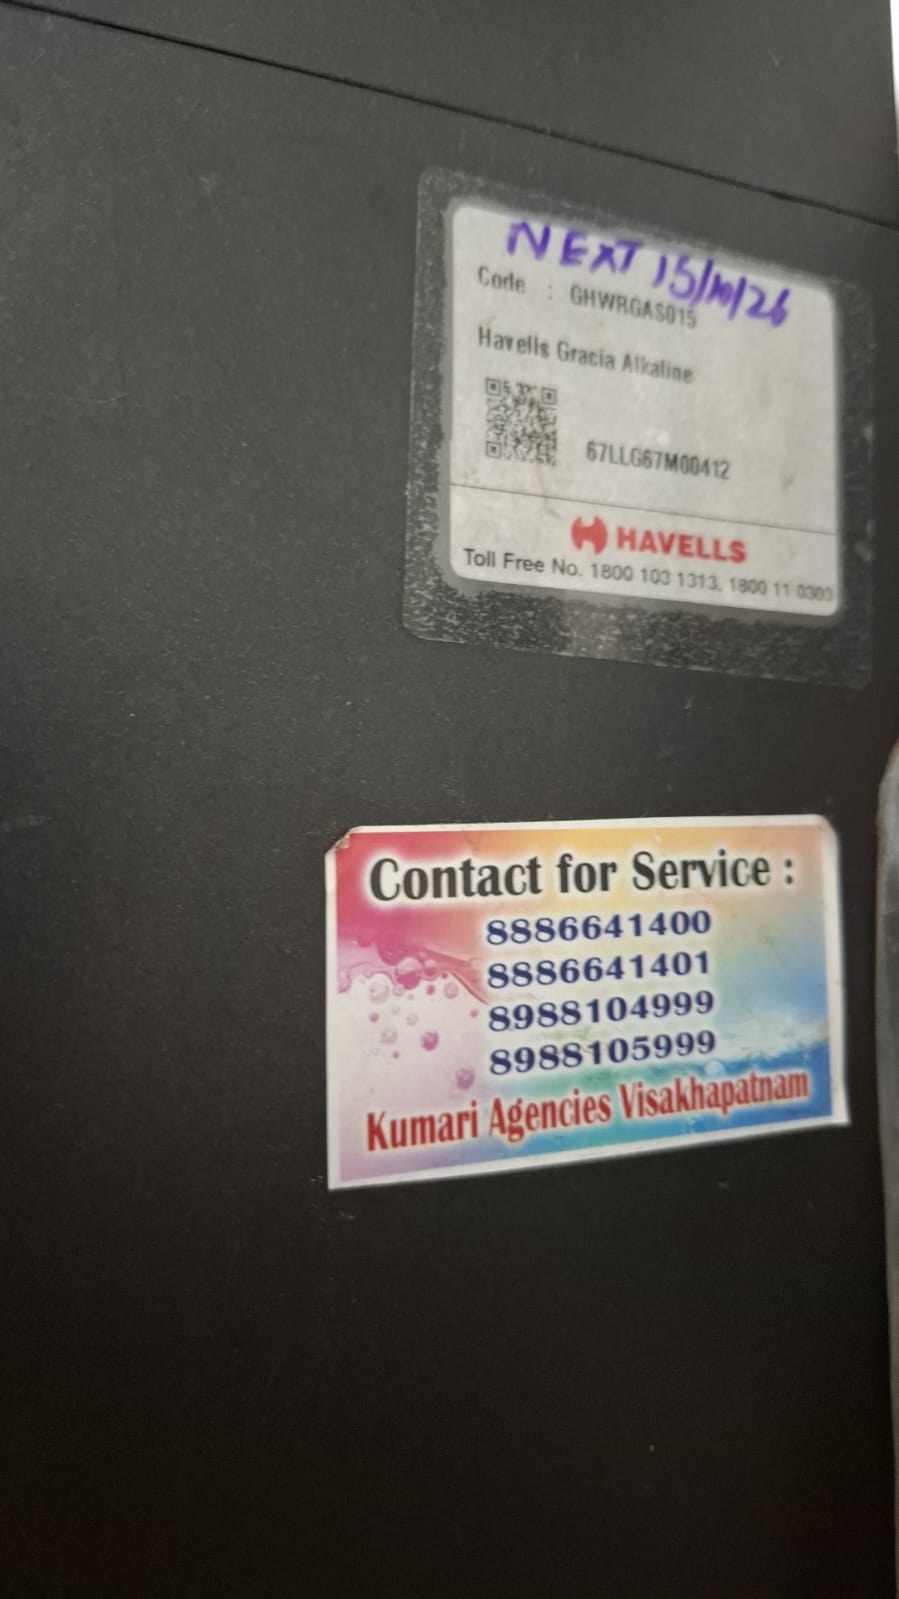 NEXT 15/10/26
Code : GHWRGAS015
Havells Gracia Alkaline
67LLG67M00412
HAVELLS
Toll Free No. 1800 103 1313, 1800 11 0303
Contact for Service :
8886641400
8886641401
8988104999
8988105999
Kumari Agencies Visakhapatnam